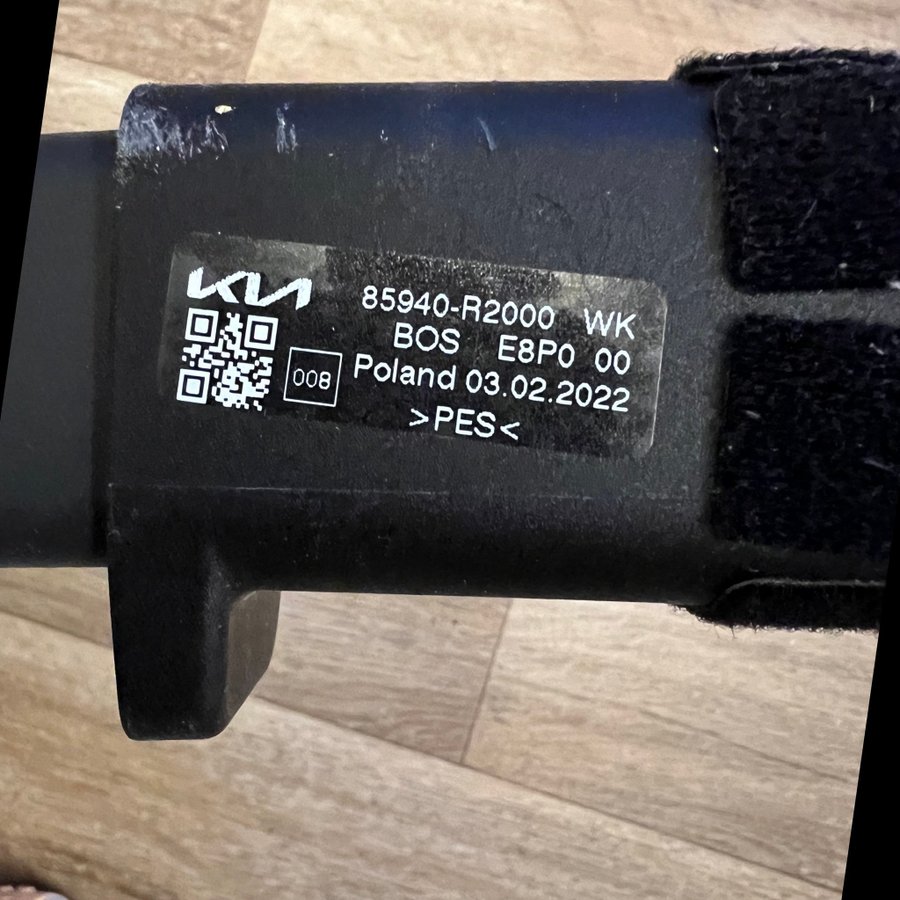 KIA
85940-R2000 WK
BOS E8P0 00
008 Poland 03.02.2022
>PES<